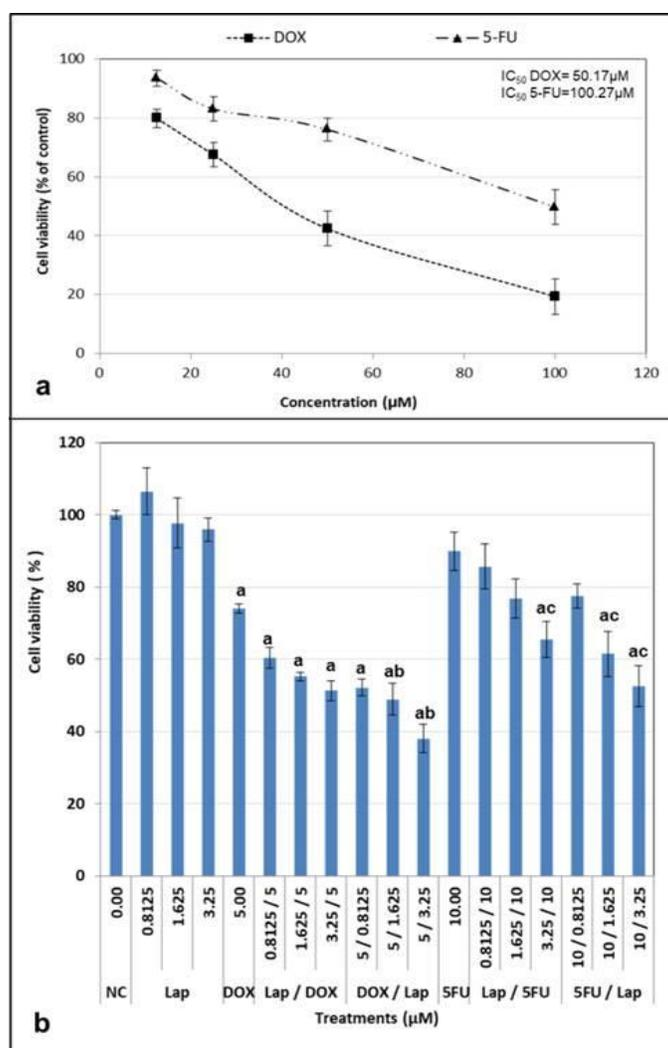 DOX 5-FU
IC50 DOX= 50.17µM
IC50 5-FU=100.27µM
100
80
60
40
20
0
Cell viability (% of control)
0 20 40 60 80 100 120
Concentration (µM)
a
120
100
80
60
40
20
0
Cell viability ( % )
a
a
a
a
a
ab
ab
ac
ac
ac
0.00
0.8125
1.625
3.25
5.00
0.8125 / 5
1.625 / 5
3.25 / 5
5 / 0.8125
5 / 1.625
5 / 3.25
10.00
0.8125 / 10
1.625 / 10
3.25 / 10
10 / 0.8125
10 / 1.625
10 / 3.25
NC Lap DOX Lap / DOX DOX / Lap 5FU Lap / 5FU 5FU / Lap
Treatments (µM)
b